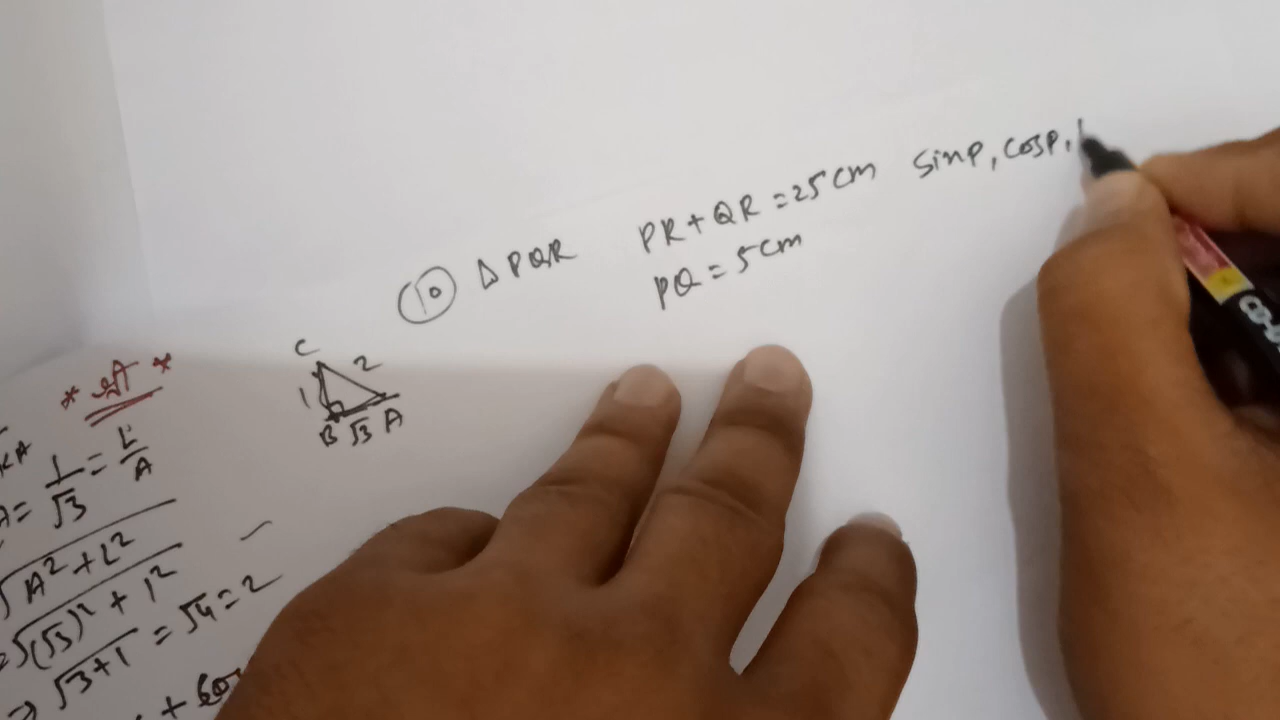 ⑩ △ PQR PR + QR = 25 cm sin P, cos P,
PQ = 5 cm
C
1 2
B √3 A
* *
A
= 1/√3 = L/A
√A² + L²
= √(√3)² + 1²
⇒ √3+1 = √4 = 2
+ Cos